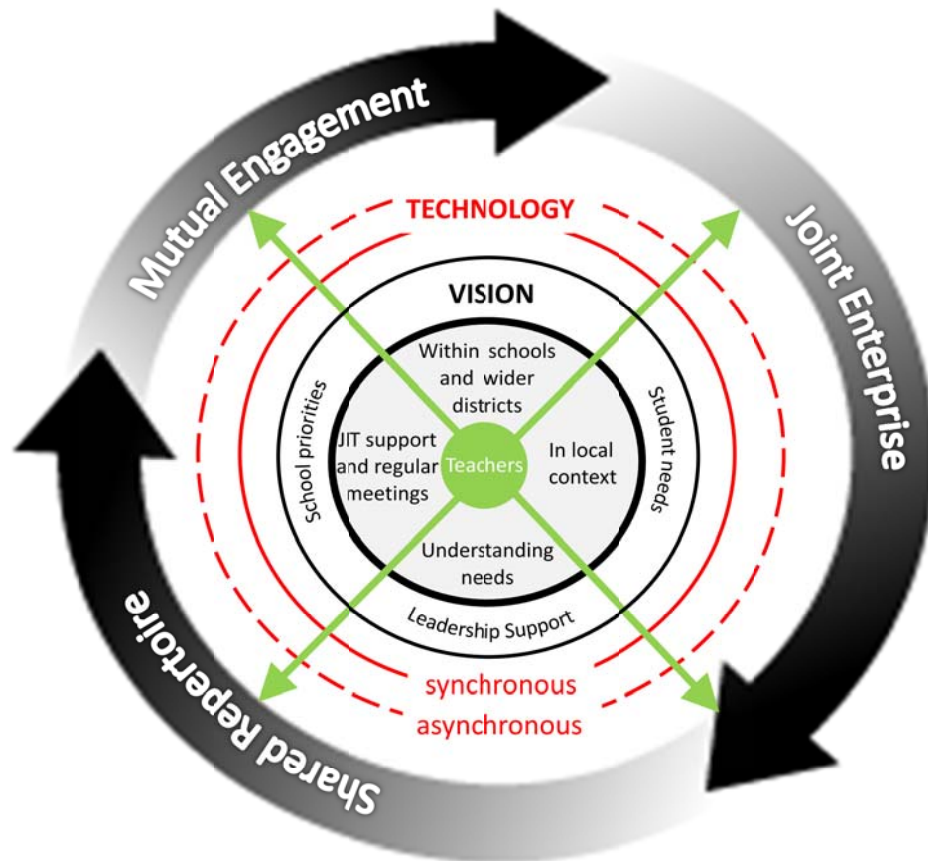 Mutual Engagement
Joint Enterprise
TECHNOLOGY
VISION
Within schools
and wider
districts
School priorities
JIT support
and regular
meetings
Teachers
In local
context
Student needs
Understanding
needs
Leadership Support
synchronous
asynchronous
Shared Repertoire